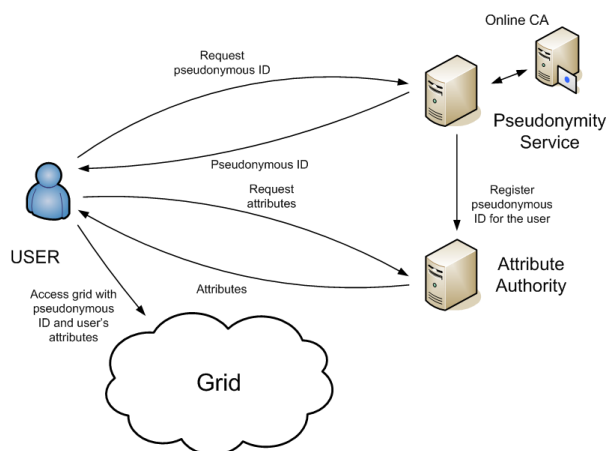 Online CA
Request
pseudonymous ID
Pseudonymity
Service
Pseudonymous ID
Request
attributes
Register
pseudonymous
ID for the user
USER
Attribute
Authority
Attributes
Access grid with
pseudonymous
ID and user's
attributes
Grid